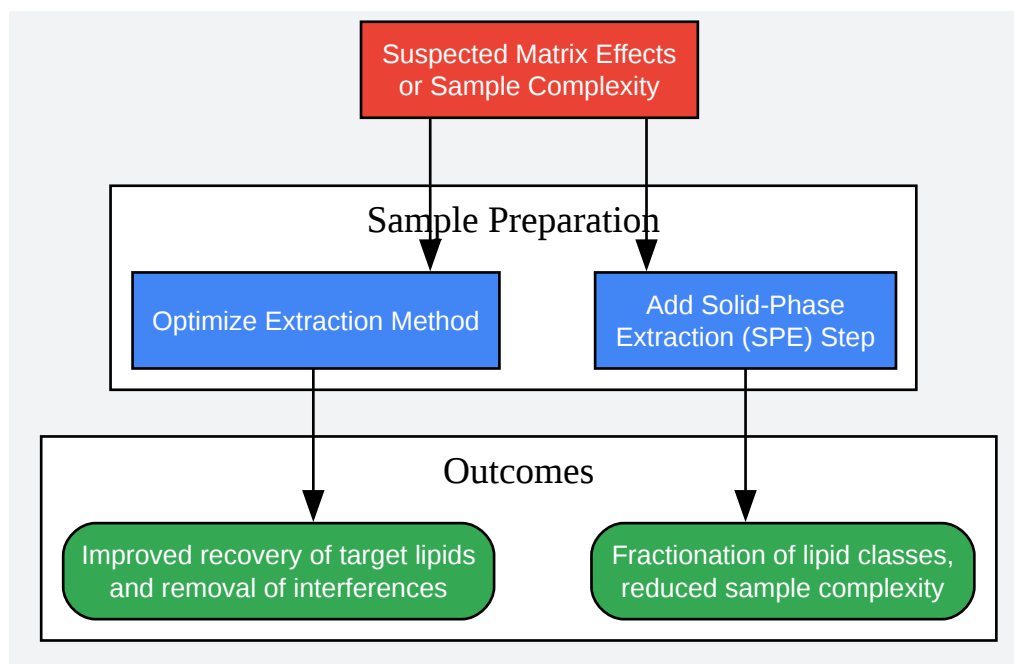 Suspected Matrix Effects
or Sample Complexity
Sample Preparation
Optimize Extraction Method
Add Solid-Phase
Extraction (SPE) Step
Outcomes
Improved recovery of target lipids
and removal of interferences
Fractionation of lipid classes,
reduced sample complexity